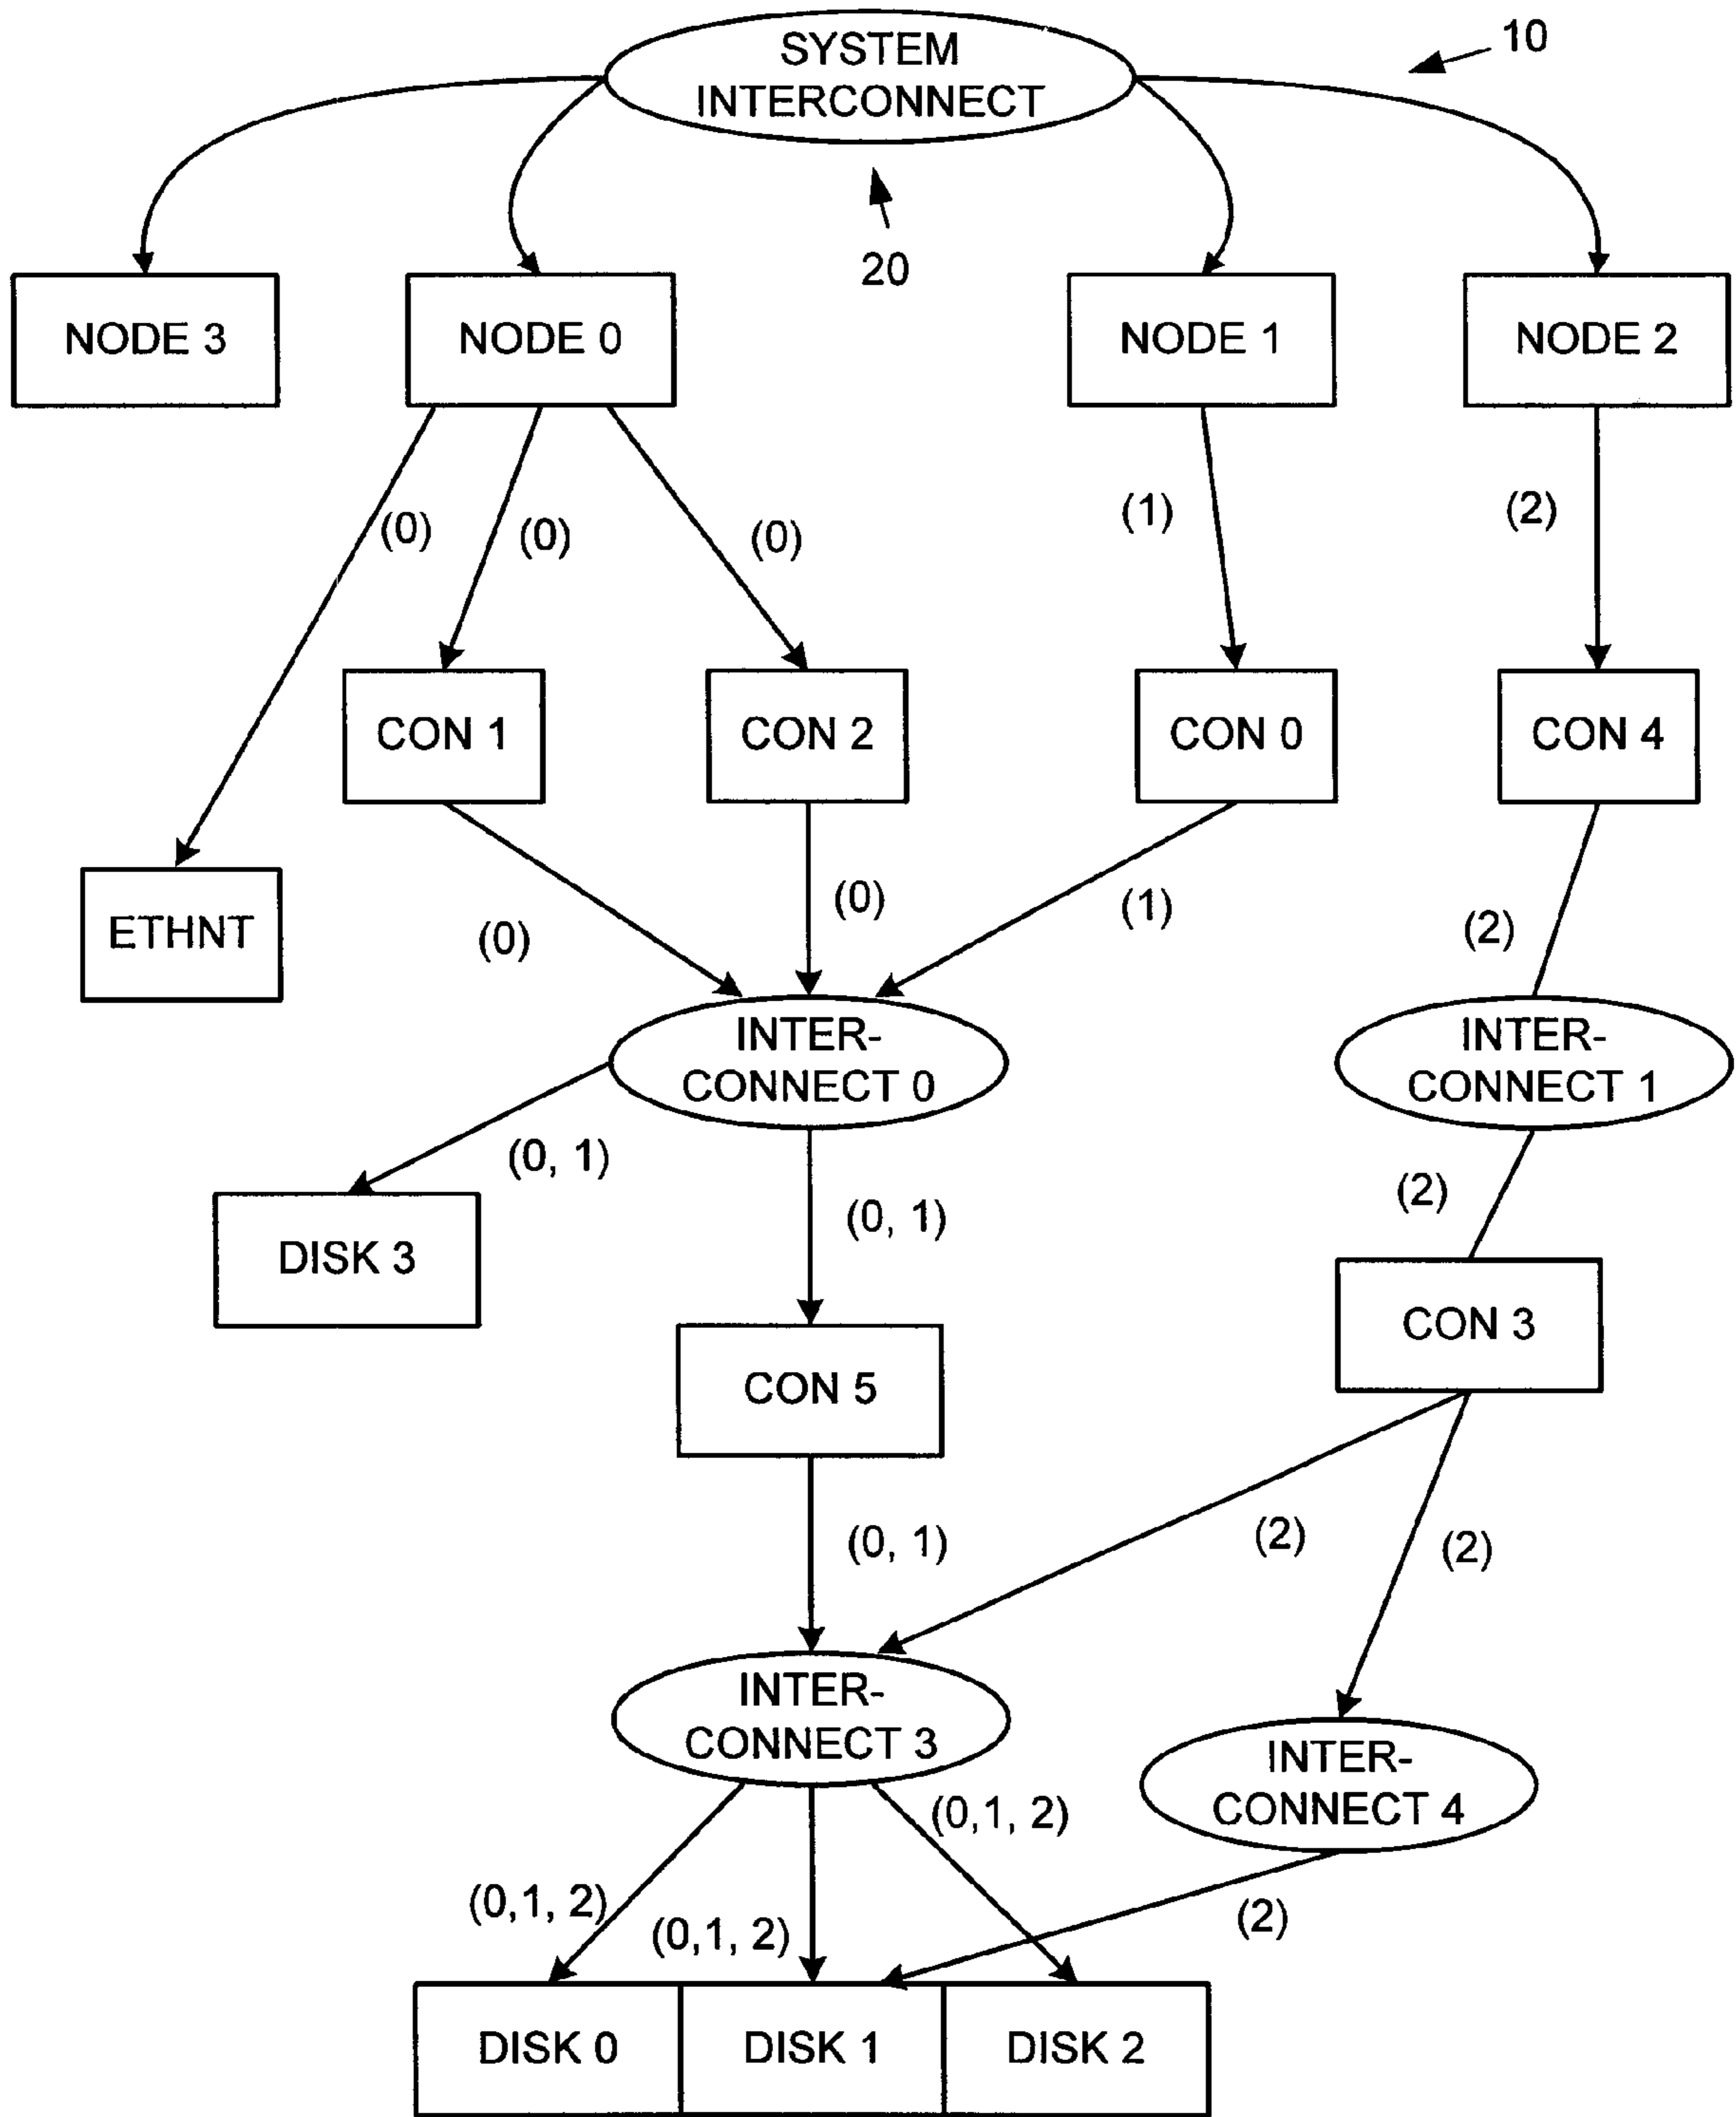 SYSTEM
INTERCONNECT
10
20
NODE 3
NODE 0
NODE 1
NODE 2
(0)
(0)
(0)
(1)
(2)
CON 1
CON 2
CON 0
CON 4
ETHNT
(0)
(0)
(1)
(2)
INTER-
CONNECT 0
INTER-
CONNECT 1
(0, 1)
(0, 1)
(2)
DISK 3
CON 3
CON 5
(0, 1)
(2)
(2)
INTER-
CONNECT 3
INTER-
CONNECT 4
(0,1, 2)
(0,1, 2)
(0,1, 2)
(2)
DISK 0
DISK 1
DISK 2